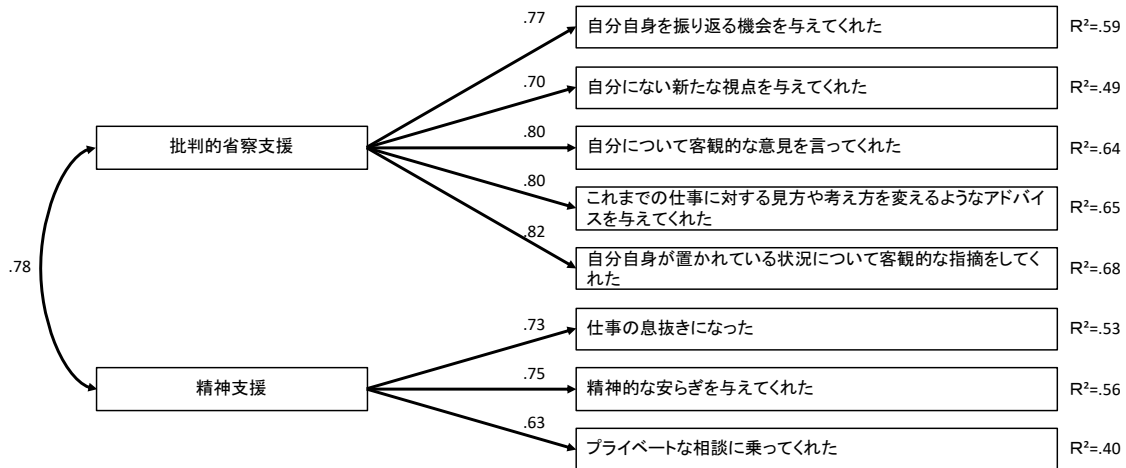 .77
自分自身を振り返る機会を与えてくれた
R²=.59
.70
自分にない新たな視点を与えてくれた
R²=.49
批判的省察支援
.80
自分について客観的な意見を言ってくれた
R²=.64
.80
これまでの仕事に対する見方や考え方を変えるようなアドバイ
スを与えてくれた
R²=.65
.82
自分自身が置かれている状況について客観的な指摘をしてく
れた
R²=.68
.78
.73
仕事の息抜きになった
R²=.53
精神支援
.75
精神的な安らぎを与えてくれた
R²=.56
.63
プライベートな相談に乗ってくれた
R²=.40